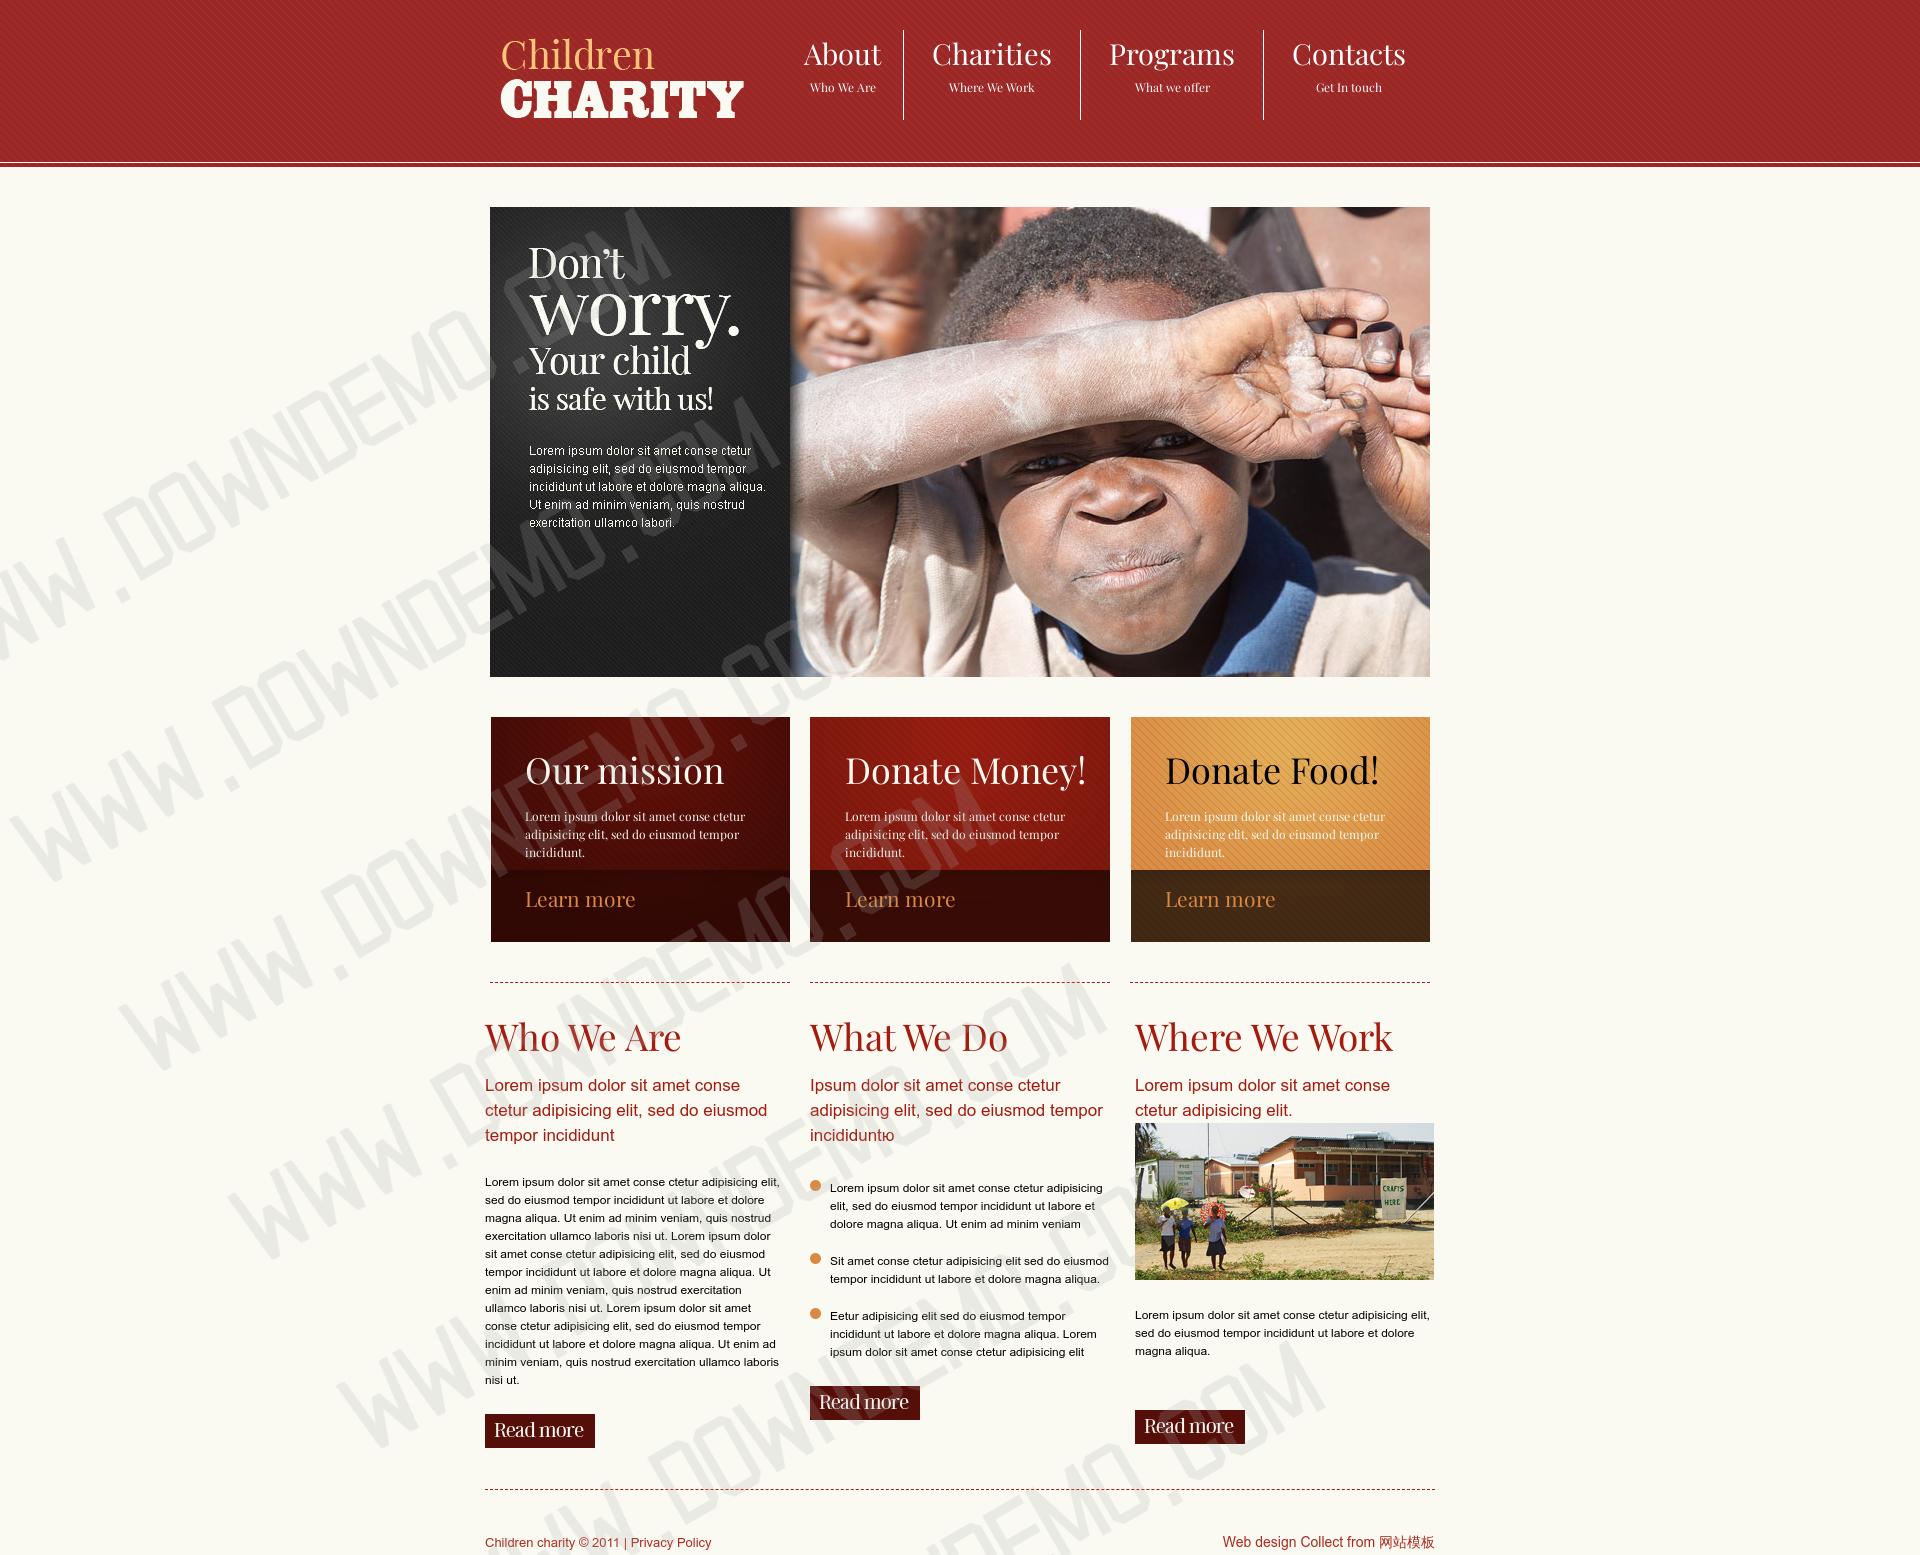 Children
CHARITY
About
Who We Are
Charities
Where We Work
Programs
What we offer
Contacts
Get In touch
Don't
worry.
Your child
is safe with us!
Lorem ipsum dolor sit amet conse ctetur
adipisicing elit, sed do eiusmod tempor
incididunt ut labore et dolore magna aliqua.
Ut enim ad minim veniam, quis nostrud
exercitation ullamco labori.
Our mission
Lorem ipsum dolor sit amet conse ctetur
adipisicing elit, sed do eiusmod tempor
incididunt.
Learn more
Donate Money!
Lorem ipsum dolor sit amet conse ctetur
adipisicing elit, sed do eiusmod tempor
incididunt.
Learn more
Donate Food!
Lorem ipsum dolor sit amet conse ctetur
adipisicing elit, sed do eiusmod tempor
incididunt.
Learn more
Who We Are
Lorem ipsum dolor sit amet conse
ctetur adipisicing elit, sed do eiusmod
tempor incididunt
Lorem ipsum dolor sit amet conse ctetur adipisicing elit,
sed do eiusmod tempor incididunt ut labore et dolore
magna aliqua. Ut enim ad minim veniam, quis nostrud
exercitation ullamco laboris nisi ut. Lorem ipsum dolor
sit amet conse ctetur adipisicing elit, sed do eiusmod
tempor incididunt ut labore et dolore magna aliqua. Ut
enim ad minim veniam, quis nostrud exercitation
ullamco laboris nisi ut. Lorem ipsum dolor sit amet
conse ctetur adipisicing elit, sed do eiusmod tempor
incididunt ut labore et dolore magna aliqua. Ut enim ad
minim veniam, quis nostrud exercitation ullamco laboris
nisi ut.
Read more
What We Do
Ipsum dolor sit amet conse ctetur
adipisicing elit, sed do eiusmod tempor
incididuntю
Lorem ipsum dolor sit amet conse ctetur adipisicing
elit, sed do eiusmod tempor incididunt ut labore et
dolore magna aliqua. Ut enim ad minim veniam
Sit amet conse ctetur adipisicing elit sed do eiusmod
tempor incididunt ut labore et dolore magna aliqua.
Eetur adipisicing elit sed do eiusmod tempor
incididunt ut labore et dolore magna aliqua. Lorem
ipsum dolor sit amet conse ctetur adipisicing elit
Read more
Where We Work
Lorem ipsum dolor sit amet conse
ctetur adipisicing elit.
CRAFTS
HERE
Lorem ipsum dolor sit amet conse ctetur adipisicing elit,
sed do eiusmod tempor incididunt ut labore et dolore
magna aliqua.
Read more
Children charity © 2011 | Privacy Policy
Web design Collect from 网站模板
WWW.DOWNDEMO.COM
WWW.DOWNDEMO.COM
WWW.DOWNDEMO.COM
WWW.DOWNDEMO.COM
WWW.DOWNDEMO.COM
WWW.DOWNDEMO.COM
DEMO.COM